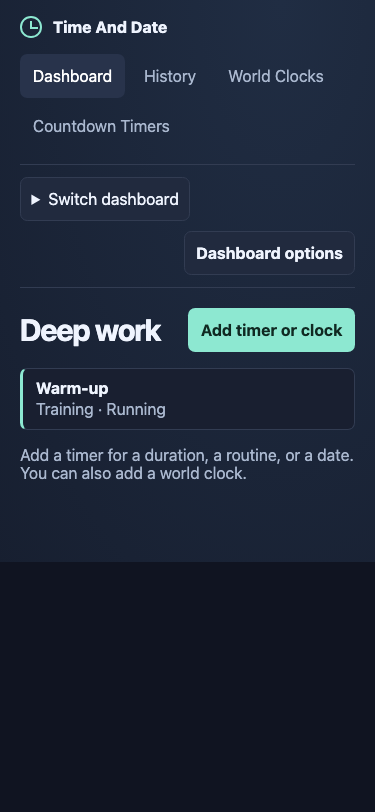 Time And Date
Dashboard
History
World Clocks
Countdown Timers
Switch dashboard
Dashboard options
Deep work
Add timer or clock
Warm-up
Training · Running
Add a timer for a duration, a routine, or a date.
You can also add a world clock.